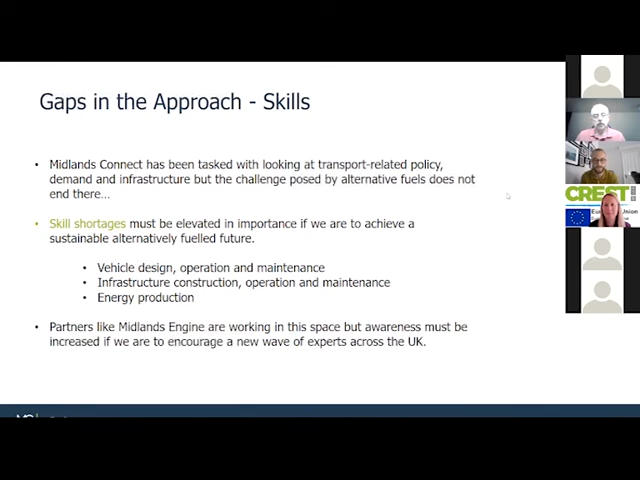 Gaps in the Approach - Skills
• Midlands Connect has been tasked with looking at transport-related policy,
demand and infrastructure but the challenge posed by alternative fuels does not
end there...
• Skill shortages must be elevated in importance if we are to achieve a
sustainable alternatively fuelled future.
• Vehicle design, operation and maintenance
• Infrastructure construction, operation and maintenance
• Energy production
• Partners like Midlands Engine are working in this space but awareness must be
increased if we are to encourage a new wave of experts across the UK.
CREST